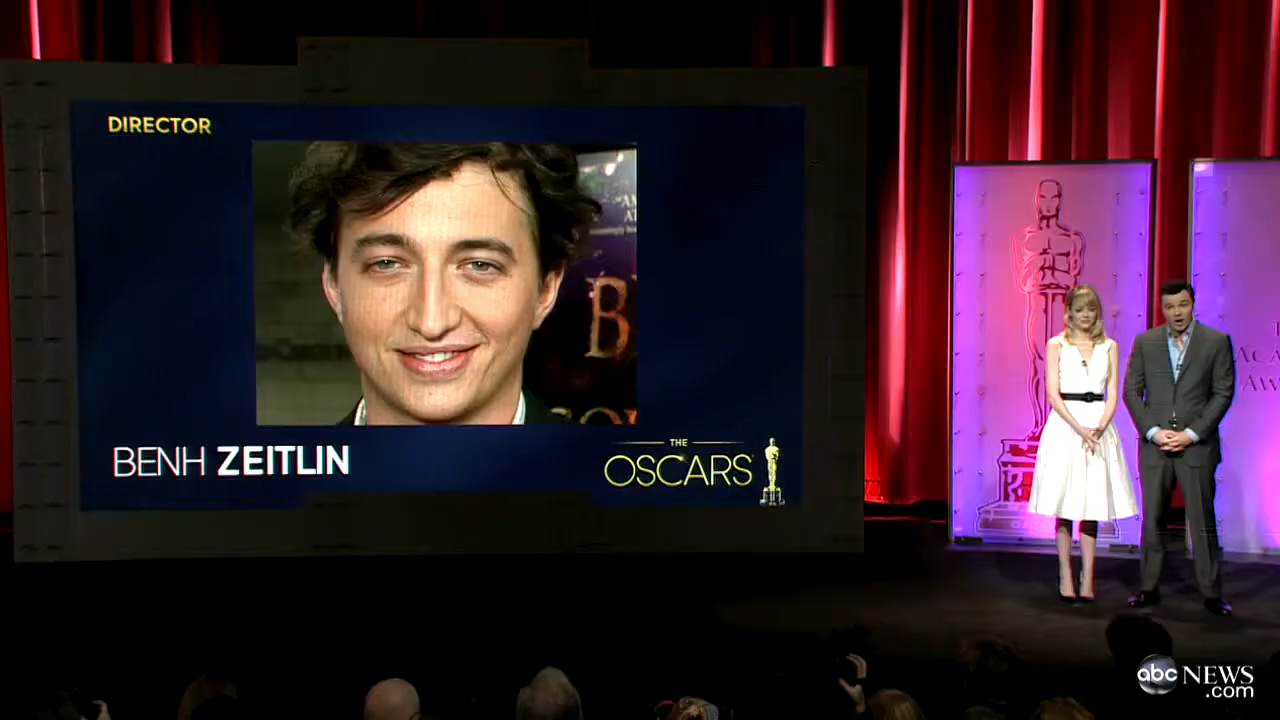 DIRECTOR
BENH ZEITLIN
THE
OSCARS
abc NEWS
.com